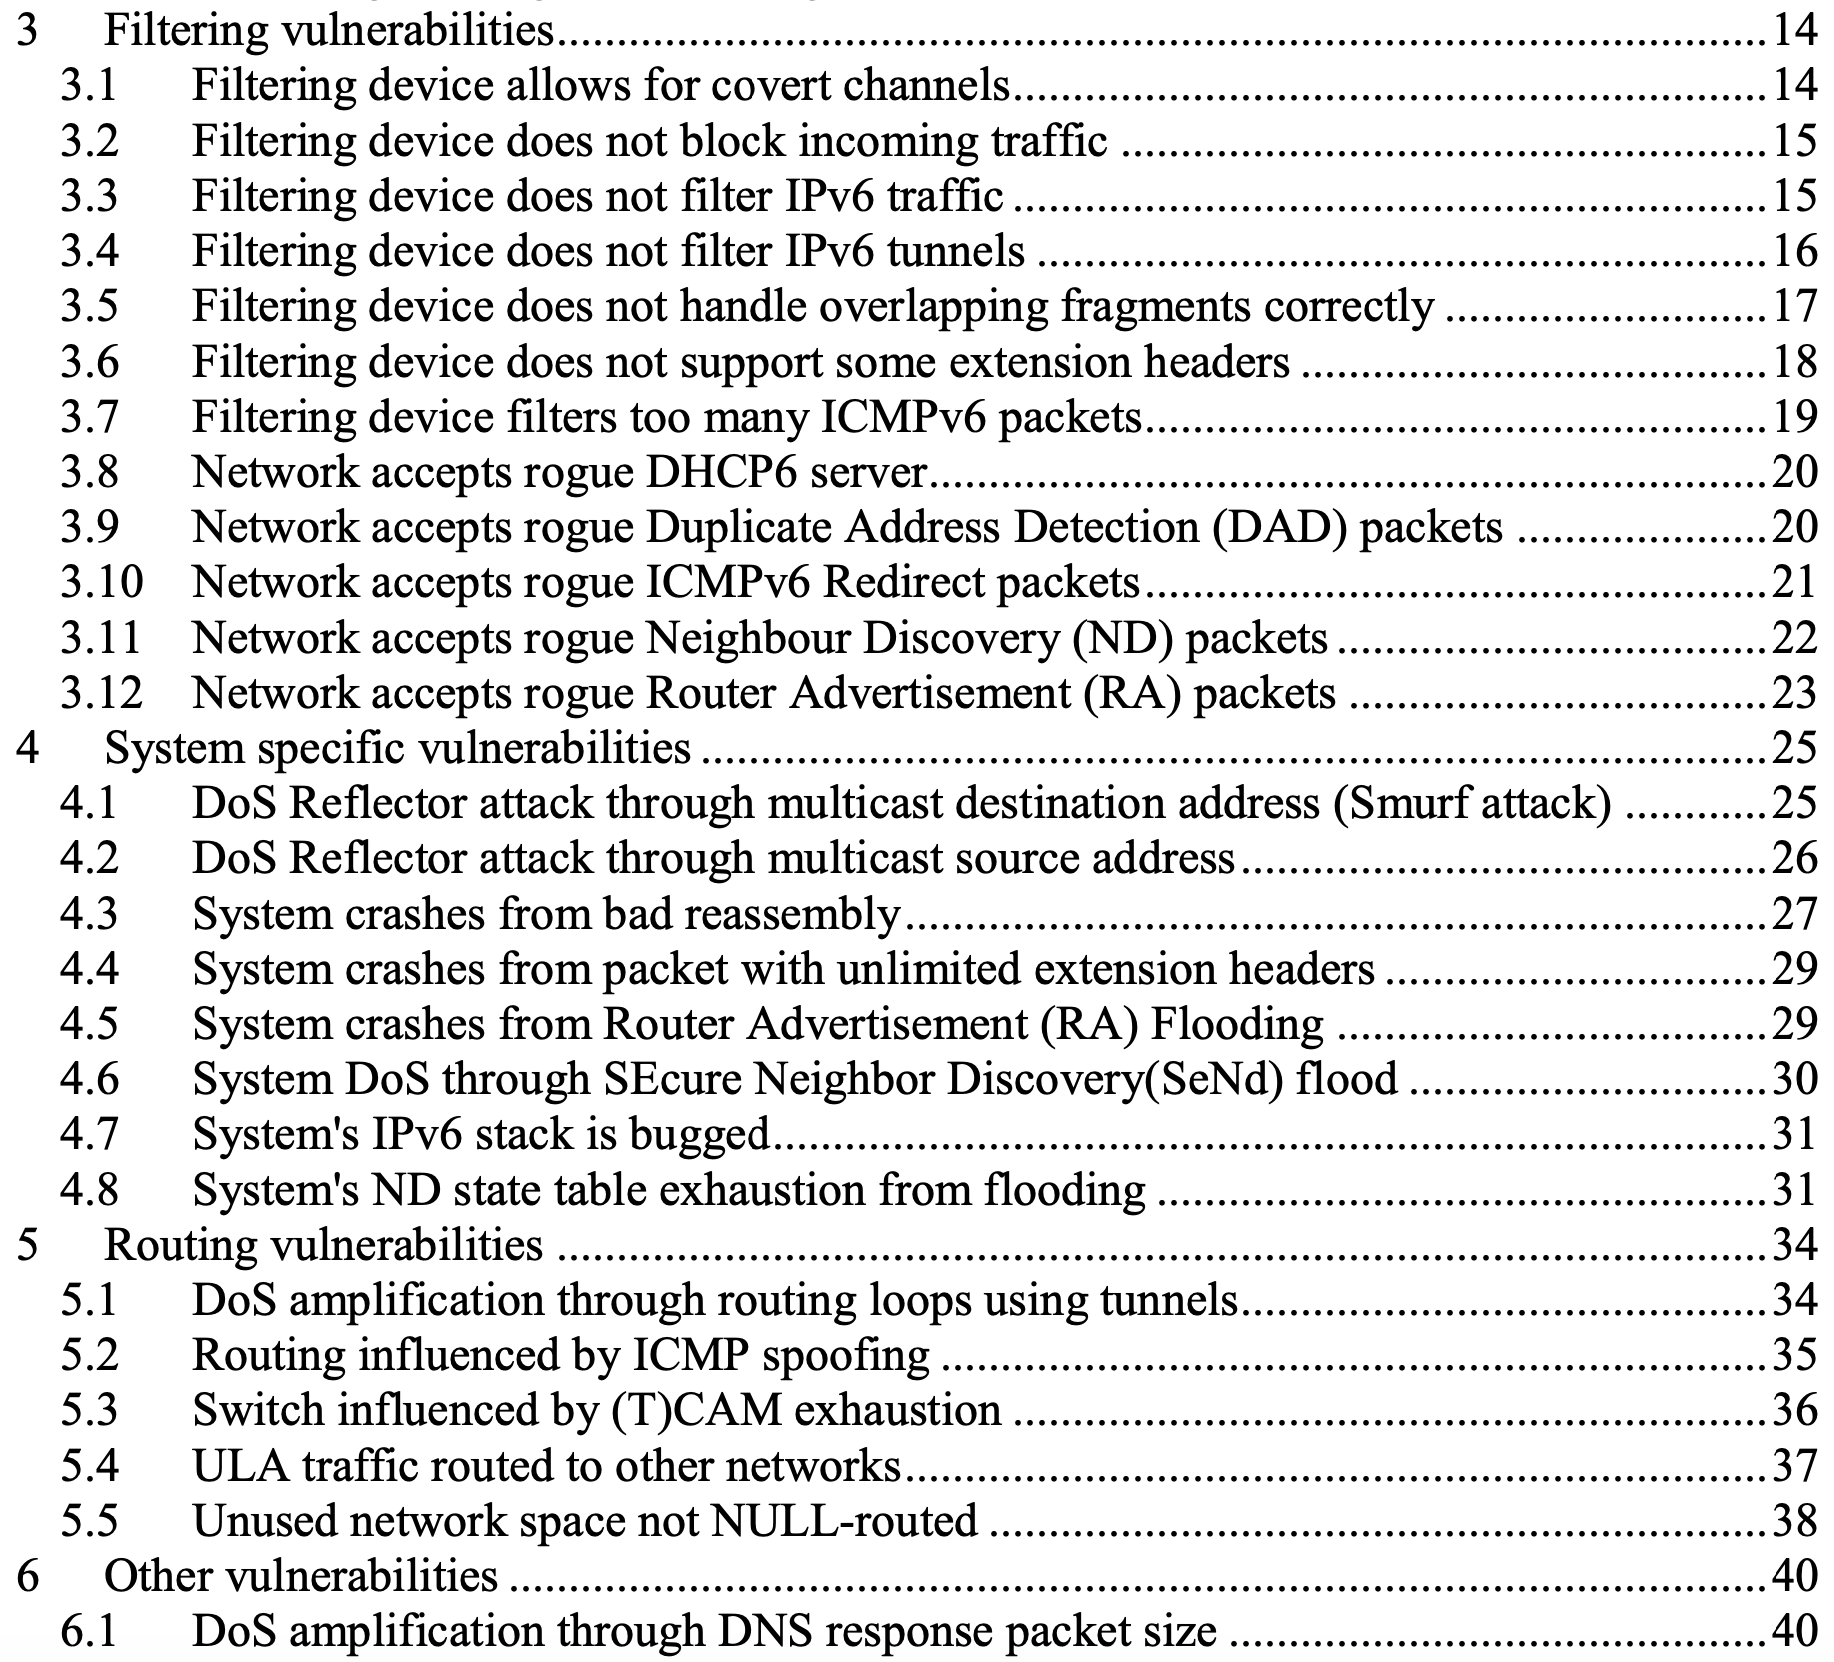 3 Filtering vulnerabilities....................14
3.1 Filtering device allows for covert channels....................14
3.2 Filtering device does not block incoming traffic ....................15
3.3 Filtering device does not filter IPv6 traffic ....................15
3.4 Filtering device does not filter IPv6 tunnels ....................16
3.5 Filtering device does not handle overlapping fragments correctly ....................17
3.6 Filtering device does not support some extension headers ....................18
3.7 Filtering device filters too many ICMPv6 packets....................19
3.8 Network accepts rogue DHCP6 server....................20
3.9 Network accepts rogue Duplicate Address Detection (DAD) packets ....................20
3.10 Network accepts rogue ICMPv6 Redirect packets....................21
3.11 Network accepts rogue Neighbour Discovery (ND) packets ....................22
3.12 Network accepts rogue Router Advertisement (RA) packets ....................23
4 System specific vulnerabilities ....................25
4.1 DoS Reflector attack through multicast destination address (Smurf attack) ............25
4.2 DoS Reflector attack through multicast source address....................26
4.3 System crashes from bad reassembly....................27
4.4 System crashes from packet with unlimited extension headers ....................29
4.5 System crashes from Router Advertisement (RA) Flooding ....................29
4.6 System DoS through SEcure Neighbor Discovery(SeNd) flood ....................30
4.7 System's IPv6 stack is bugged....................31
4.8 System's ND state table exhaustion from flooding ....................31
5 Routing vulnerabilities ....................34
5.1 DoS amplification through routing loops using tunnels....................34
5.2 Routing influenced by ICMP spoofing ....................35
5.3 Switch influenced by (T)CAM exhaustion ....................36
5.4 ULA traffic routed to other networks....................37
5.5 Unused network space not NULL-routed ....................38
6 Other vulnerabilities ....................40
6.1 DoS amplification through DNS response packet size ....................40